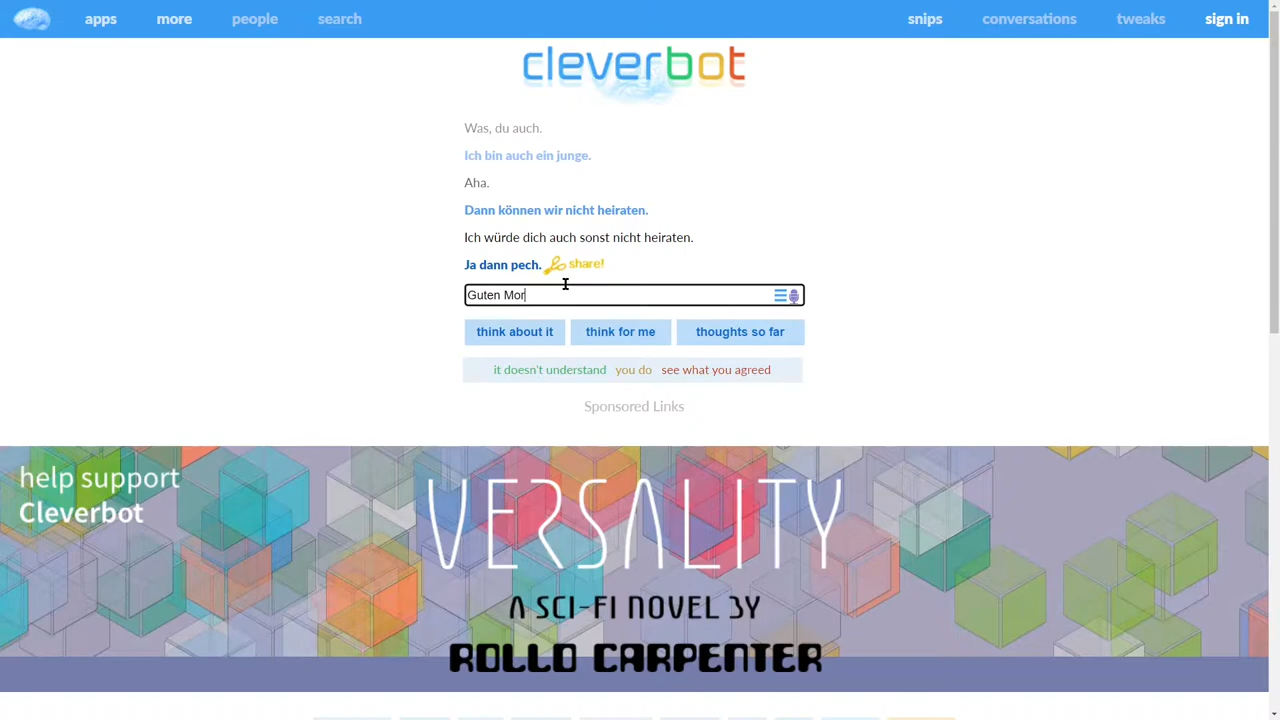 apps more people search snips conversations tweaks sign in
cleverbot
Was, du auch.
Ich bin auch ein junge.
Aha.
Dann können wir nicht heiraten.
Ich würde dich auch sonst nicht heiraten.
Ja dann pech. share!
Guten Mor
think about it think for me thoughts so far
it doesn't understand you do see what you agreed
Sponsored Links
help support
Cleverbot
VERSALITY
A SCI-FI NOVEL BY
ROLLO CARPENTER